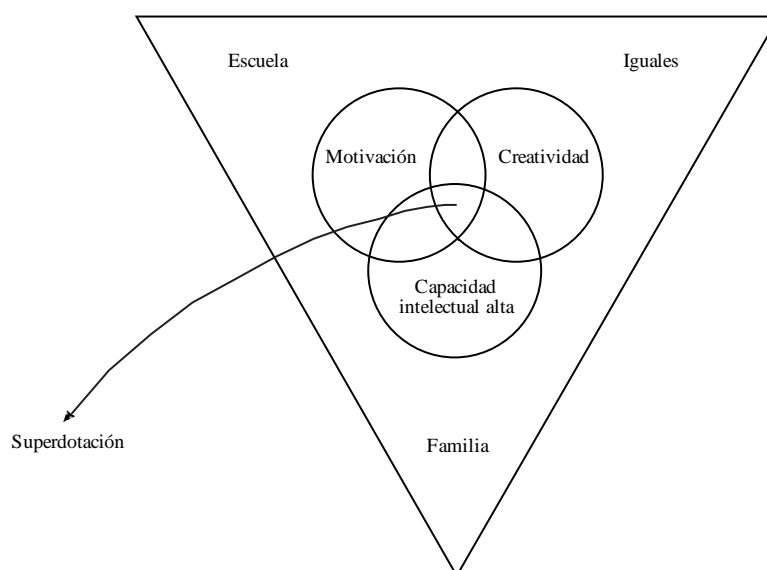 Escuela
Iguales
Motivación
Creatividad
Capacidad
intelectual alta
Superdotación
Familia